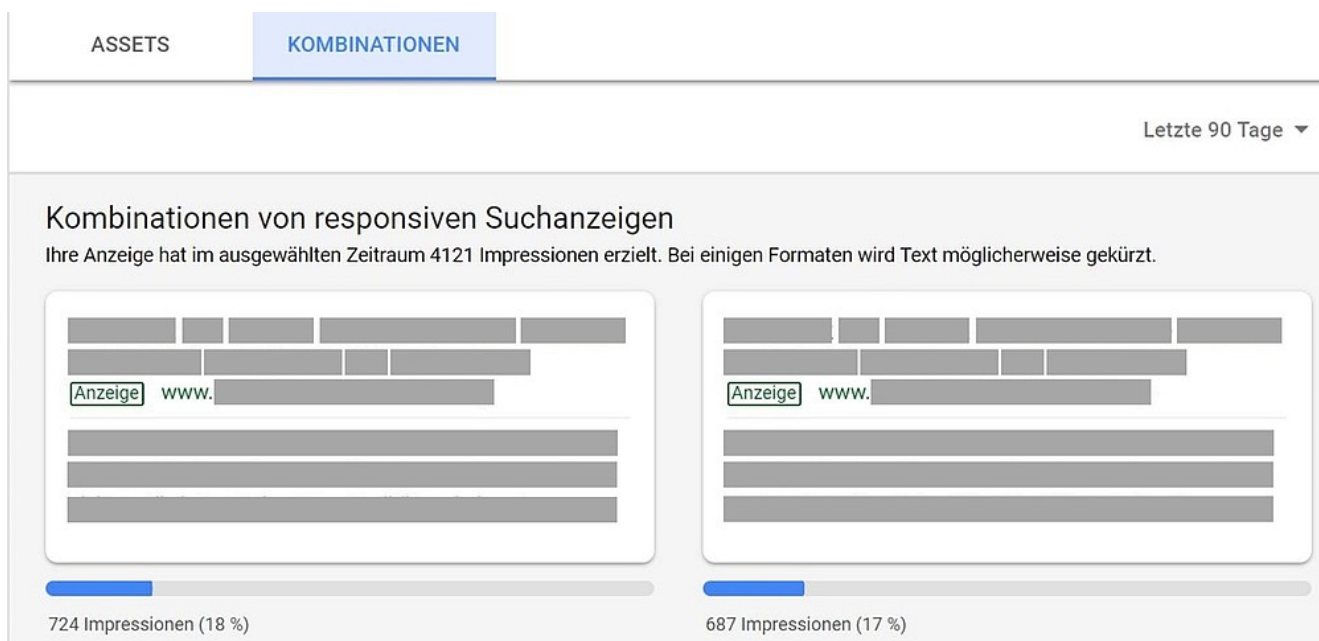 ASSETS
KOMBINATIONEN
Letzte 90 Tage
Kombinationen von responsiven Suchanzeigen
Ihre Anzeige hat im ausgewählten Zeitraum 4121 Impressionen erzielt. Bei einigen Formaten wird Text möglicherweise gekürzt.
Anzeige www.
Anzeige www.
724 Impressionen (18 %)
687 Impressionen (17 %)